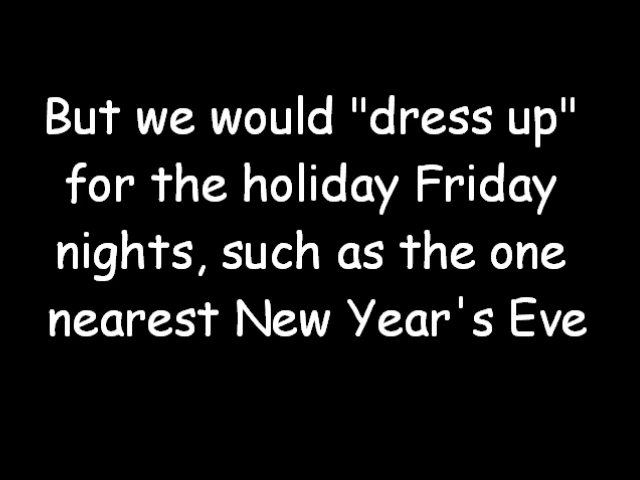 But we would "dress up"
for the holiday Friday
nights, such as the one
nearest New Year's Eve